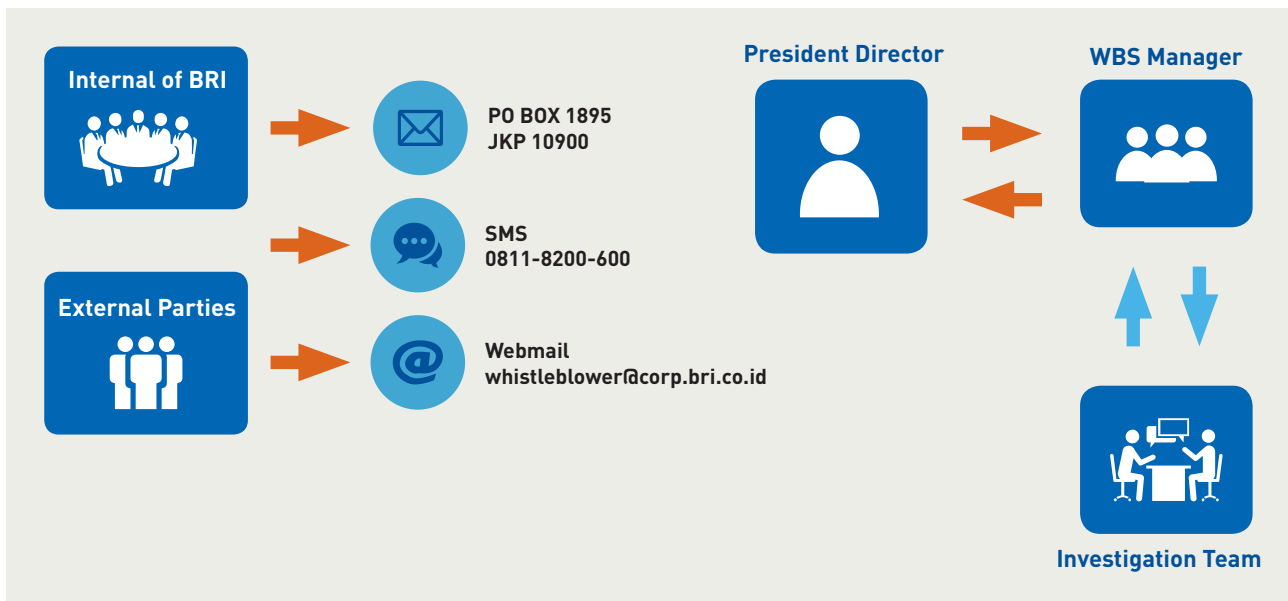 Internal of BRI
External Parties
PO BOX 1895
JKP 10900
SMS
0811-8200-600
Webmail
whistleblower@corp.bri.co.id
President Director
WBS Manager
Investigation Team